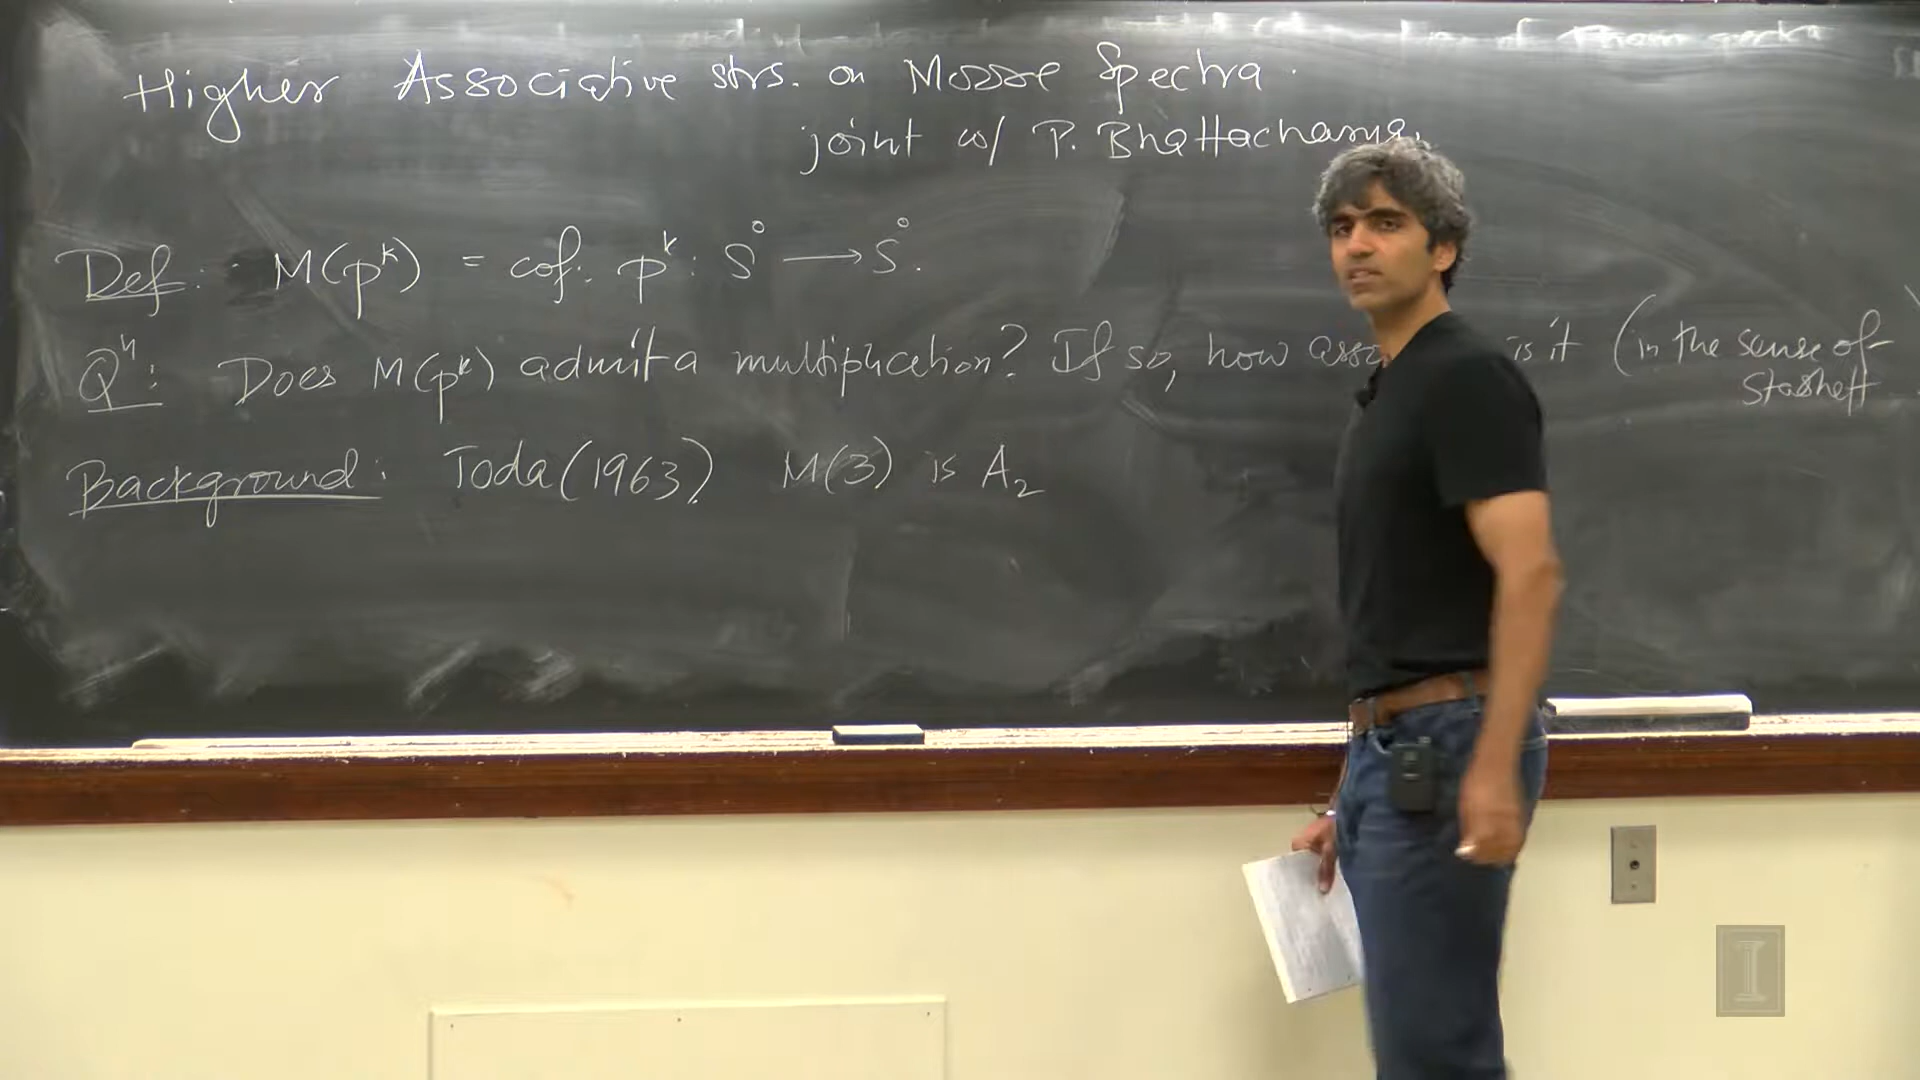 Higher Associative strs. on Moore Spectra.
joint w/ P. Bhattacharya.
Def: M(p^k) = cof: p^k: S^0 ⟶ S^0.
Q^n: Does M(p^k) admit a multiplication? If so, how is it (in the sense of Stasheff
Background: Toda (1963) M(3) is A_2
I